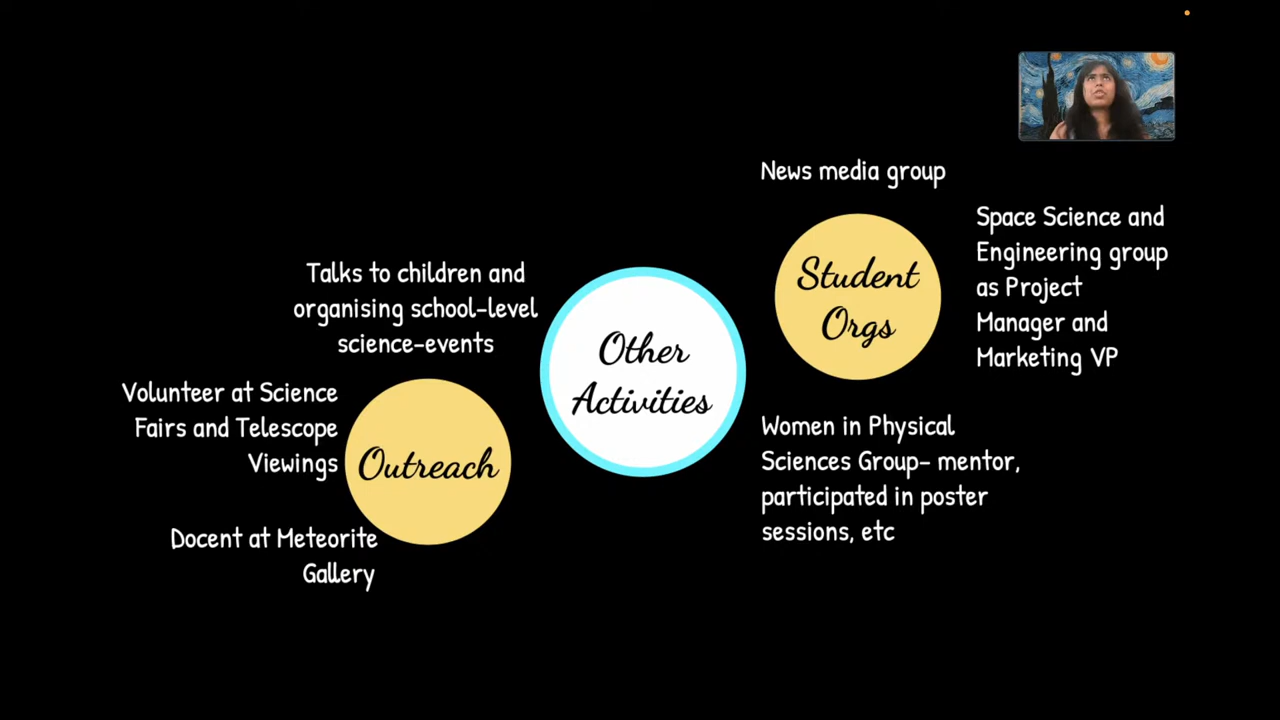 Other
Activities
Outreach
Talks to children and
organising school-level
science-events
Volunteer at Science
Fairs and Telescope
Viewings
Docent at Meteorite
Gallery
Student
Orgs
News media group
Space Science and
Engineering group
as Project
Manager and
Marketing VP
Women in Physical
Sciences Group- mentor,
participated in poster
sessions, etc